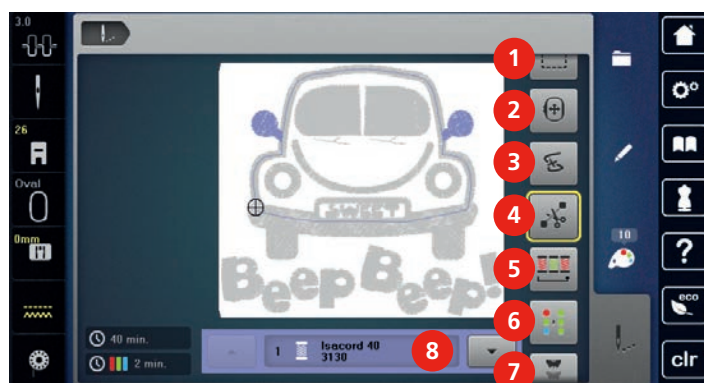 3.0
26
Oval
0mm
1
2
3
4
5
6
7
8
SWEET
Beep Beep!
40 min.
2 min.
1
Isacord 40
3130
10
?
eco
clr